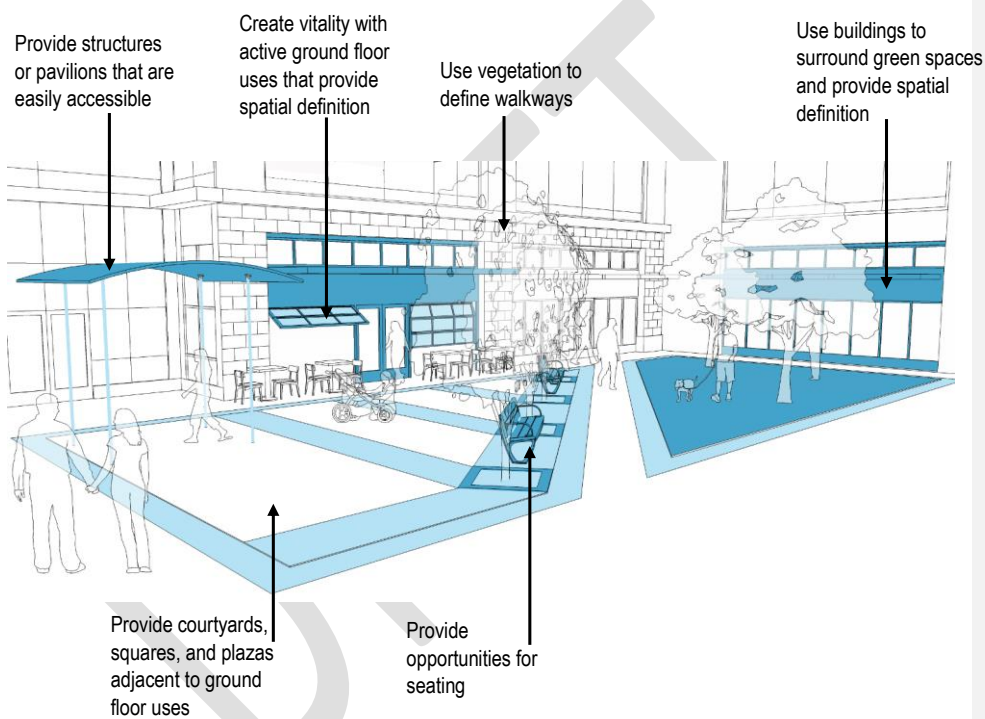 Provide structures
or pavilions that are
easily accessible
Create vitality with
active ground floor
uses that provide
spatial definition
Use vegetation to
define walkways
Use buildings to
surround green spaces
and provide spatial
definition
Provide courtyards,
squares, and plazas
adjacent to ground
floor uses
Provide
opportunities for
seating
DRAFT